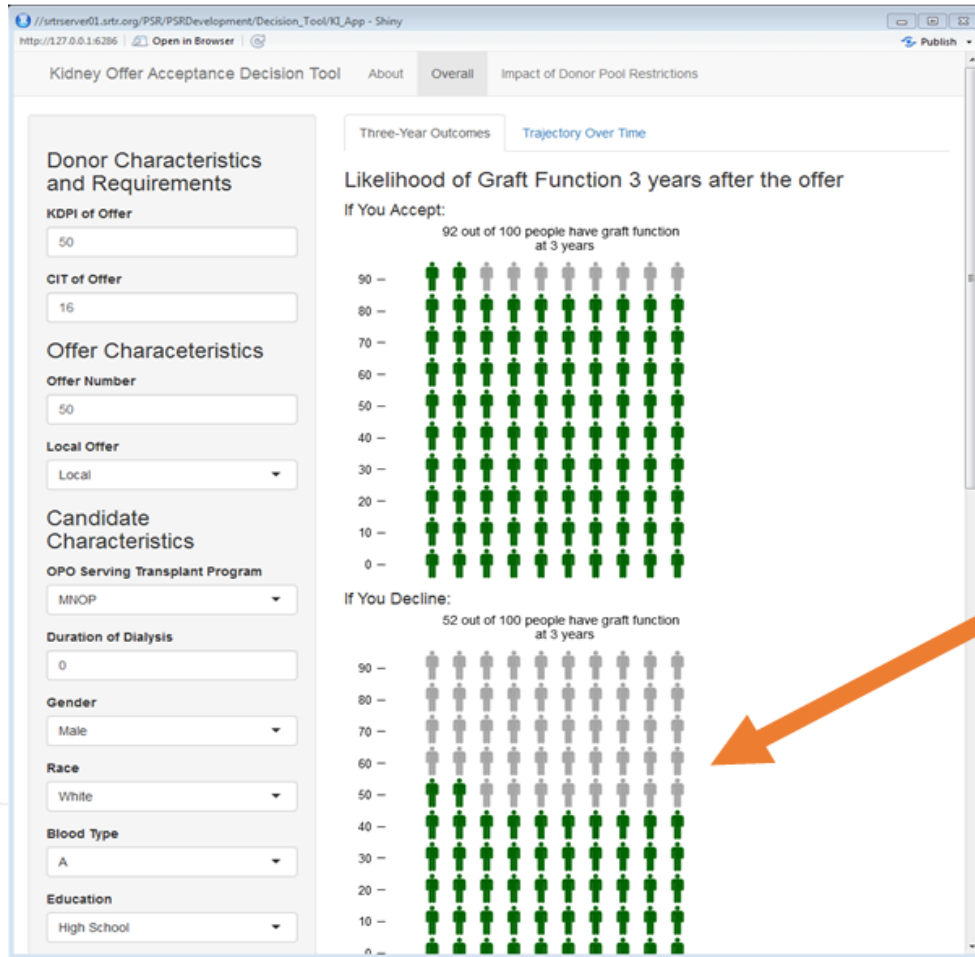 //srtrserver01.srtr.org/PSR/PSRDevelopment/Decision_Tool/KI_App - Shiny
http://127.0.0.1:6286 Open in Browser Publish
Kidney Offer Acceptance Decision Tool About Overall Impact of Donor Pool Restrictions
Donor Characteristics
and Requirements
KDPI of Offer
50
CIT of Offer
16
Offer Characeteristics
Offer Number
50
Local Offer
Local
Candidate
Characteristics
OPO Serving Transplant Program
MNOP
Duration of Dialysis
0
Gender
Male
Race
White
Blood Type
A
Education
High School
Three-Year Outcomes Trajectory Over Time
Likelihood of Graft Function 3 years after the offer
If You Accept:
92 out of 100 people have graft function
at 3 years
90
80
70
60
50
40
30
20
10
0
If You Decline:
52 out of 100 people have graft function
at 3 years
90
80
70
60
50
40
30
20
10
0